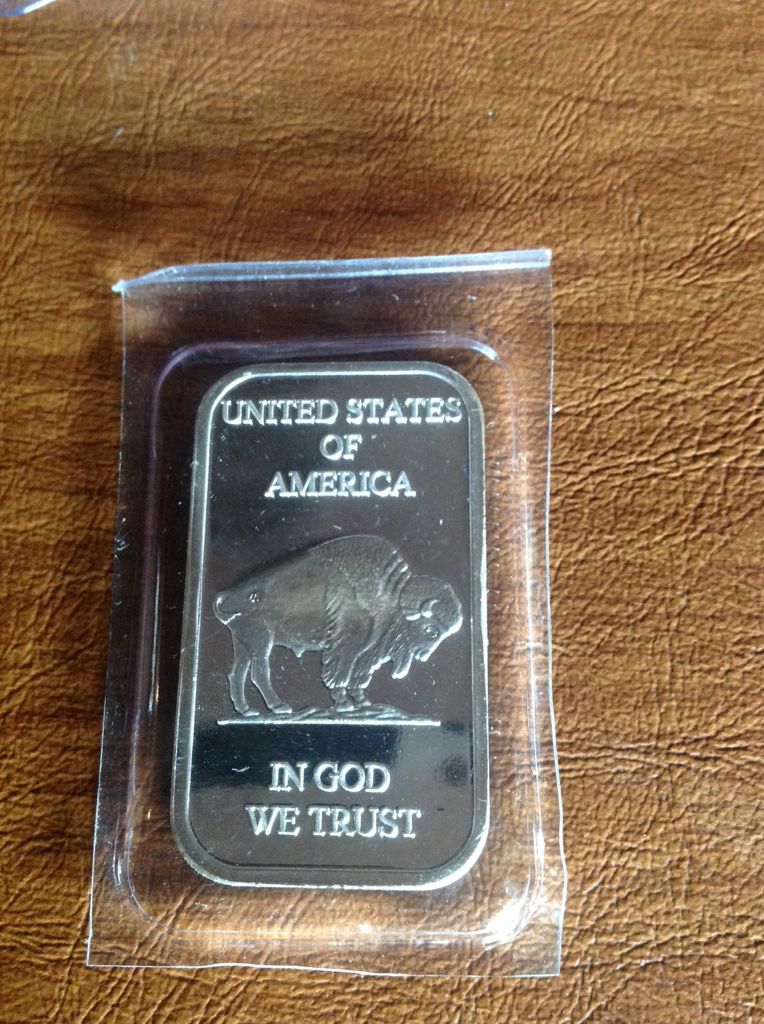 UNITED STATES
OF
AMERICA
IN GOD
WE TRUST